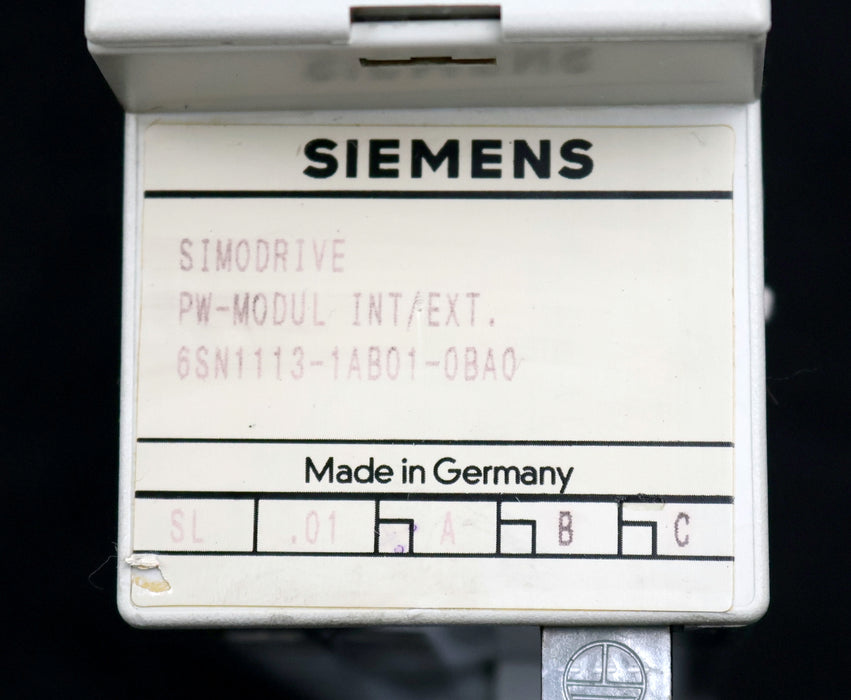 SIEMENS
SIMODRIVE
PW-MODUL INT/EXT.
6SN1113-1AB01-0BA0
Made in Germany
SL .01 A B C